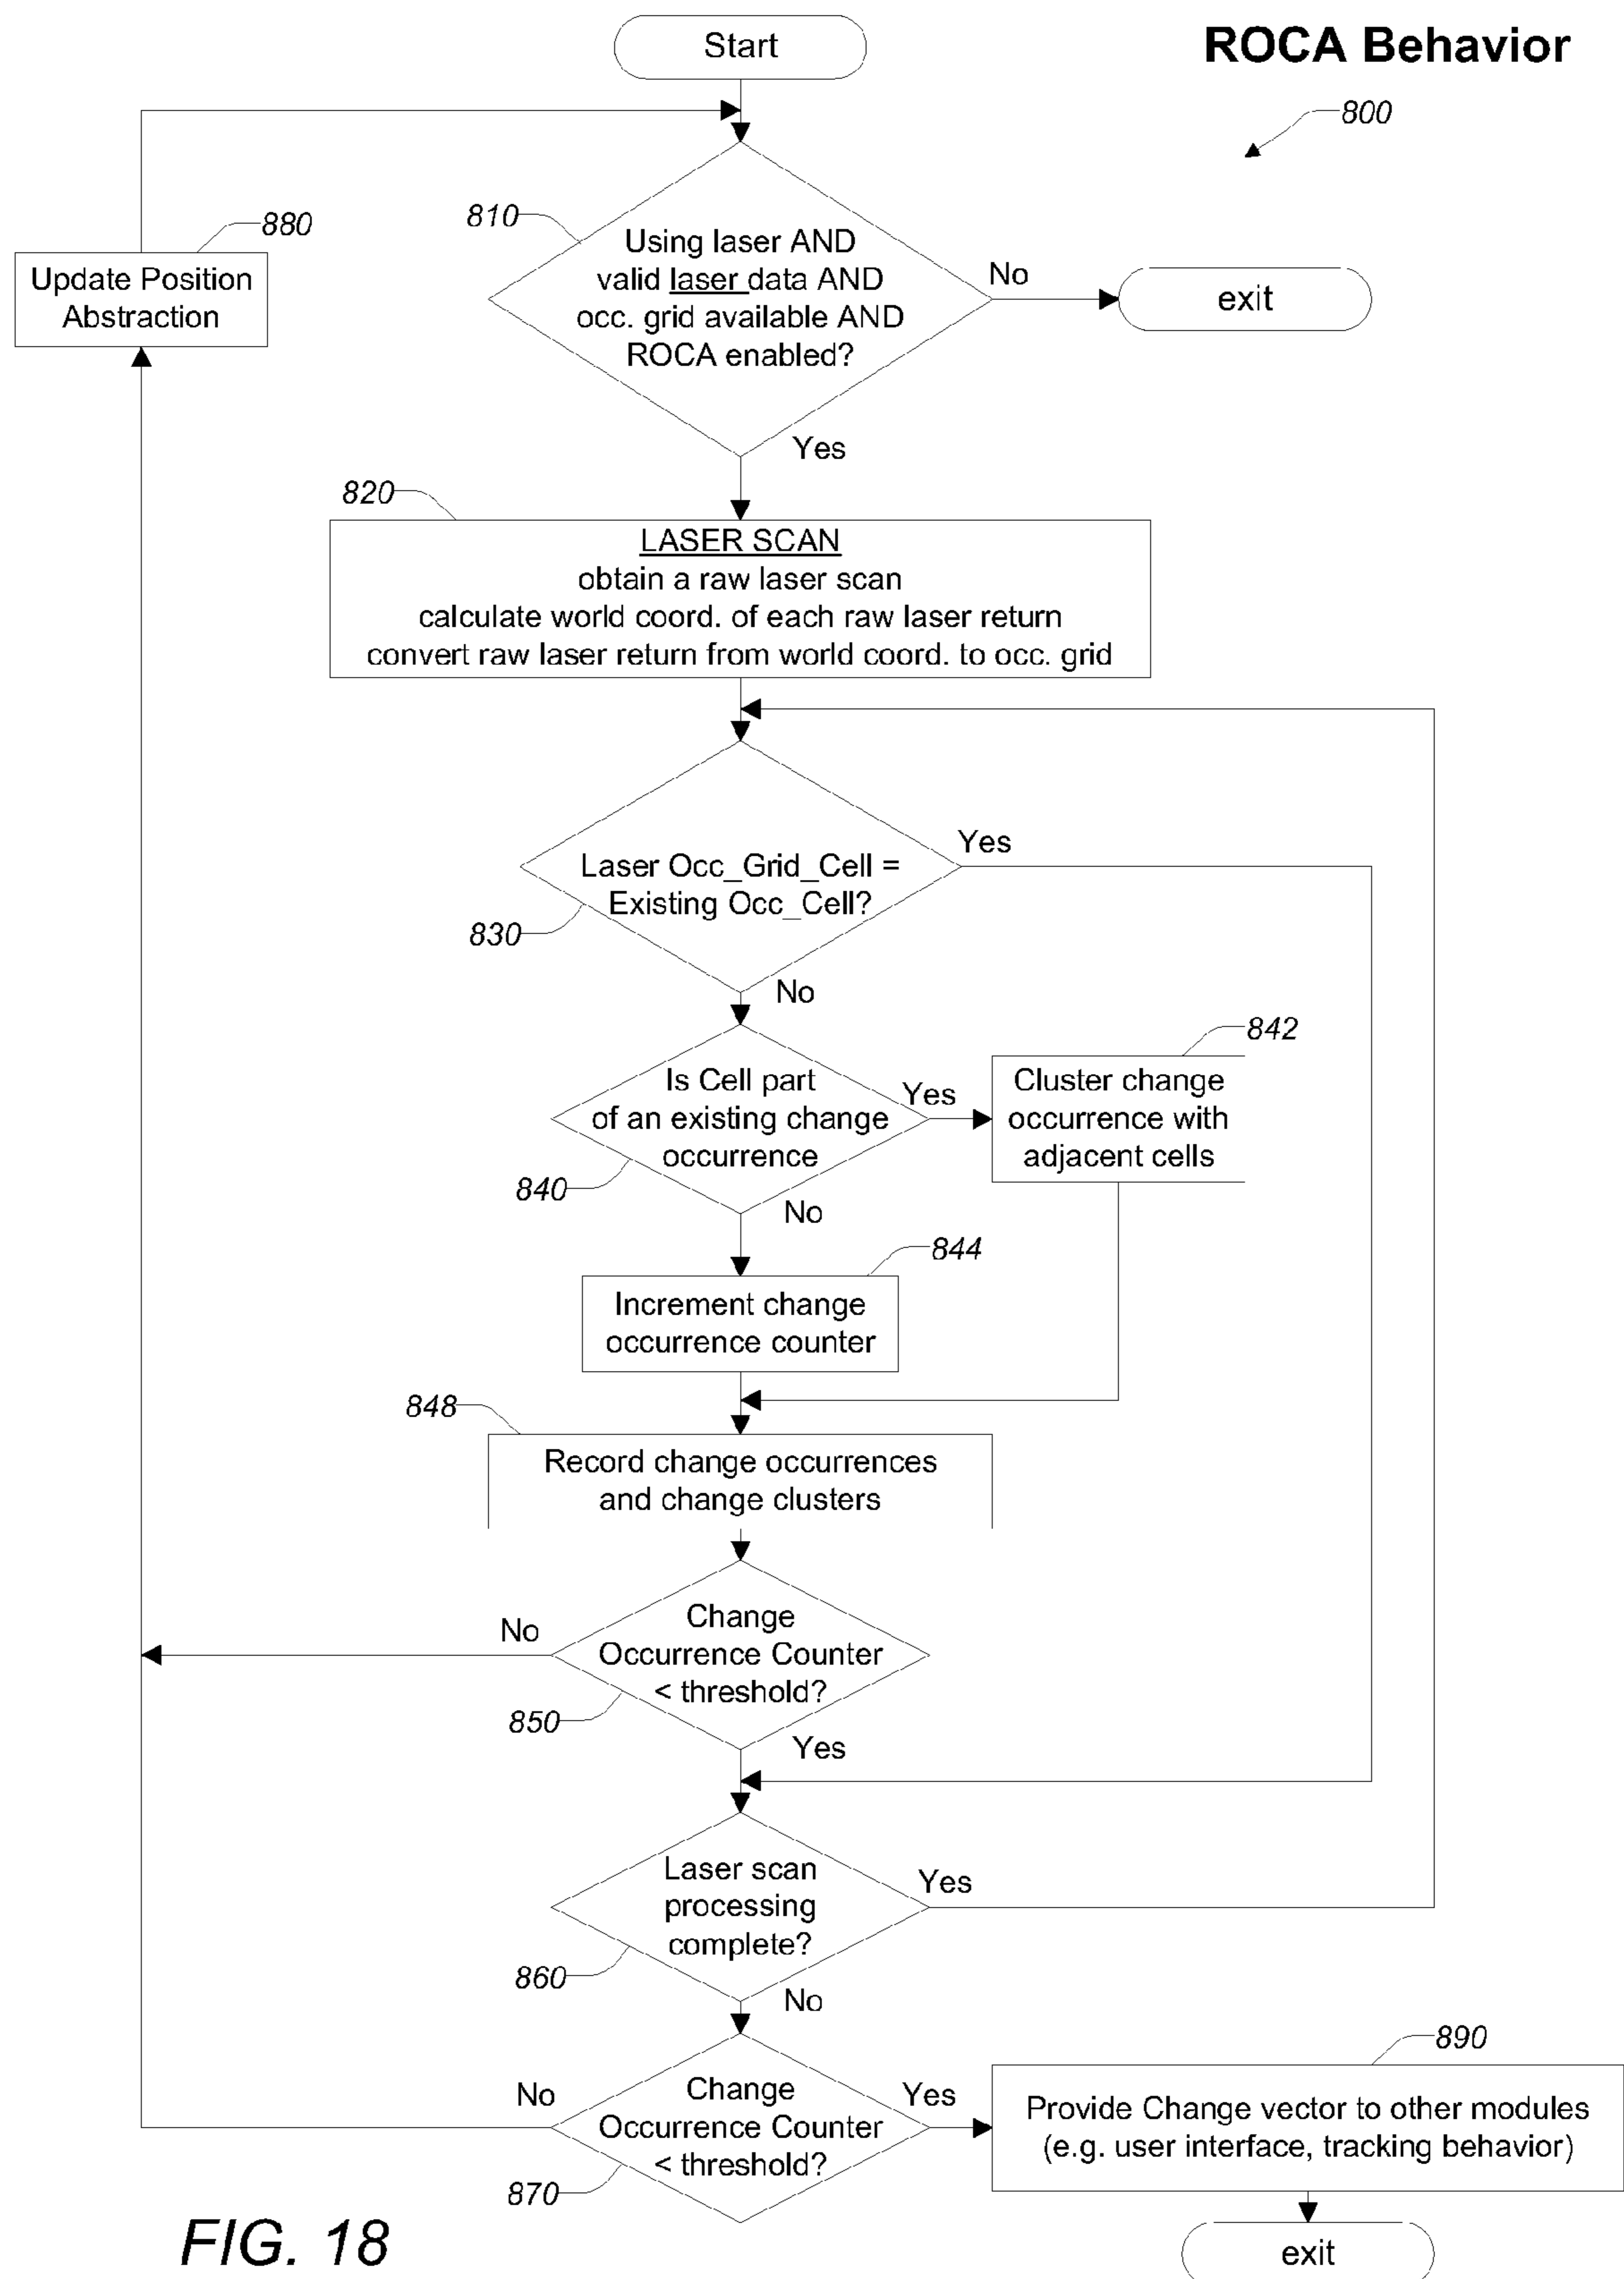 Start
ROCA Behavior
800
880
Update Position
Abstraction
810
Using laser AND
valid laser data AND
occ. grid available AND
ROCA enabled?
No
exit
Yes
820
LASER SCAN
obtain a raw laser scan
calculate world coord. of each raw laser return
convert raw laser return from world coord. to occ. grid
Laser Occ_Grid_Cell =
Existing Occ_Cell?
Yes
830
No
Is Cell part
of an existing change
occurrence
Yes
842
Cluster change
occurrence with
adjacent cells
840
No
844
Increment change
occurrence counter
848
Record change occurrences
and change clusters
Change
Occurrence Counter
< threshold?
No
850
Yes
Laser scan
processing
complete?
Yes
860
No
Change
Occurrence Counter
< threshold?
No
Yes
870
890
Provide Change vector to other modules
(e.g. user interface, tracking behavior)
exit
FIG. 18